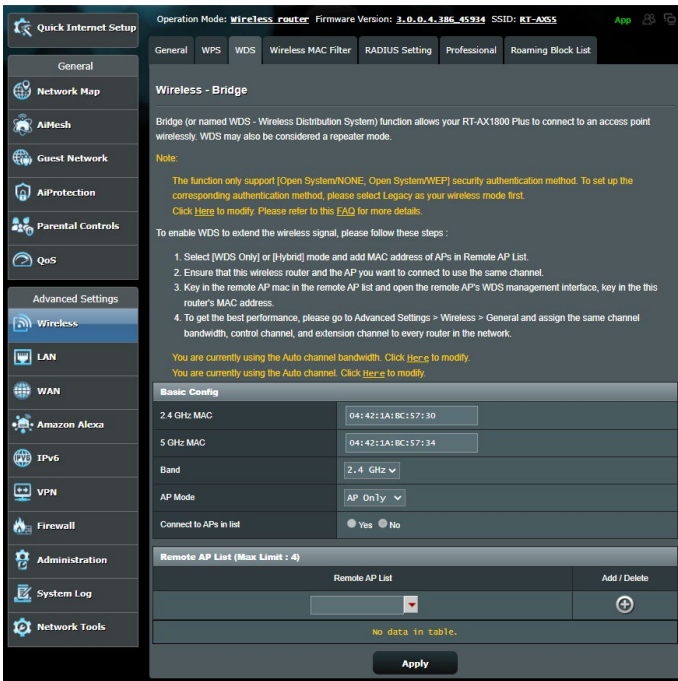 Quick Internet Setup
General
Network Map
AiMesh
Guest Network
AiProtection
Parental Controls
QoS
Advanced Settings
Wireless
LAN
WAN
Amazon Alexa
IPv6
VPN
Firewall
Administration
System Log
Network Tools
Operation Mode: Wireless router Firmware Version: 3.0.0.4.386_45934 SSID: RT-AX55 App
General WPS WDS Wireless MAC Filter RADIUS Setting Professional Roaming Block List
Wireless - Bridge
Bridge (or named WDS - Wireless Distribution System) function allows your RT-AX1800 Plus to connect to an access point
wirelessly. WDS may also be considered a repeater mode.
Note:
The function only support [Open System/NONE, Open System/WEP] security authentication method. To set up the
corresponding authentication method, please select Legacy as your wireless mode first.
Click Here to modify. Please refer to this FAQ for more details.
To enable WDS to extend the wireless signal, please follow these steps :
1. Select [WDS Only] or [Hybrid] mode and add MAC address of APs in Remote AP List.
2. Ensure that this wireless router and the AP you want to connect to use the same channel.
3. Key in the remote AP mac in the remote AP list and open the remote AP's WDS management interface, key in the this
router's MAC address.
4. To get the best performance, please go to Advanced Settings > Wireless > General and assign the same channel
bandwidth, control channel, and extension channel to every router in the network.
You are currently using the Auto channel bandwidth. Click Here to modify.
You are currently using the Auto channel. Click Here to modify.
Basic Config
2.4 GHz MAC 04:42:1A:BC:57:30
5 GHz MAC 04:42:1A:BC:57:34
Band 2.4 GHz
AP Mode AP Only
Connect to APs in list Yes No
Remote AP List (Max Limit : 4)
Remote AP List Add / Delete
No data in table.
Apply